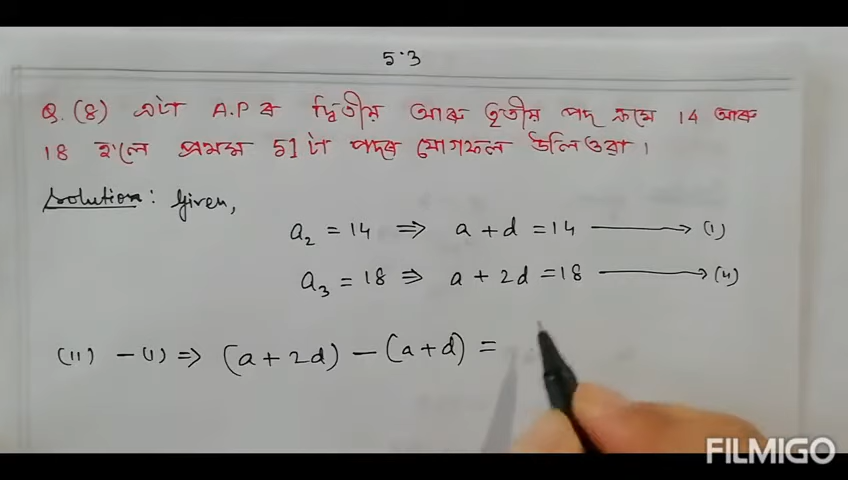 5.3
Q.(8) এটা A.P ৰ দ্বিতীয় আৰু তৃতীয় পদ ক্ৰমে 14 আৰু
18 হ'লে প্ৰথম 51 টা পদৰ যোগফল উলিওৱা।
Solution: Given,
a₂ = 14 ⇒ a + d = 14 ———→ (i)
a₃ = 18 ⇒ a + 2d = 18 ———→ (ii)
(ii) – (i) ⇒ (a + 2d) – (a + d) =
FILMIGO